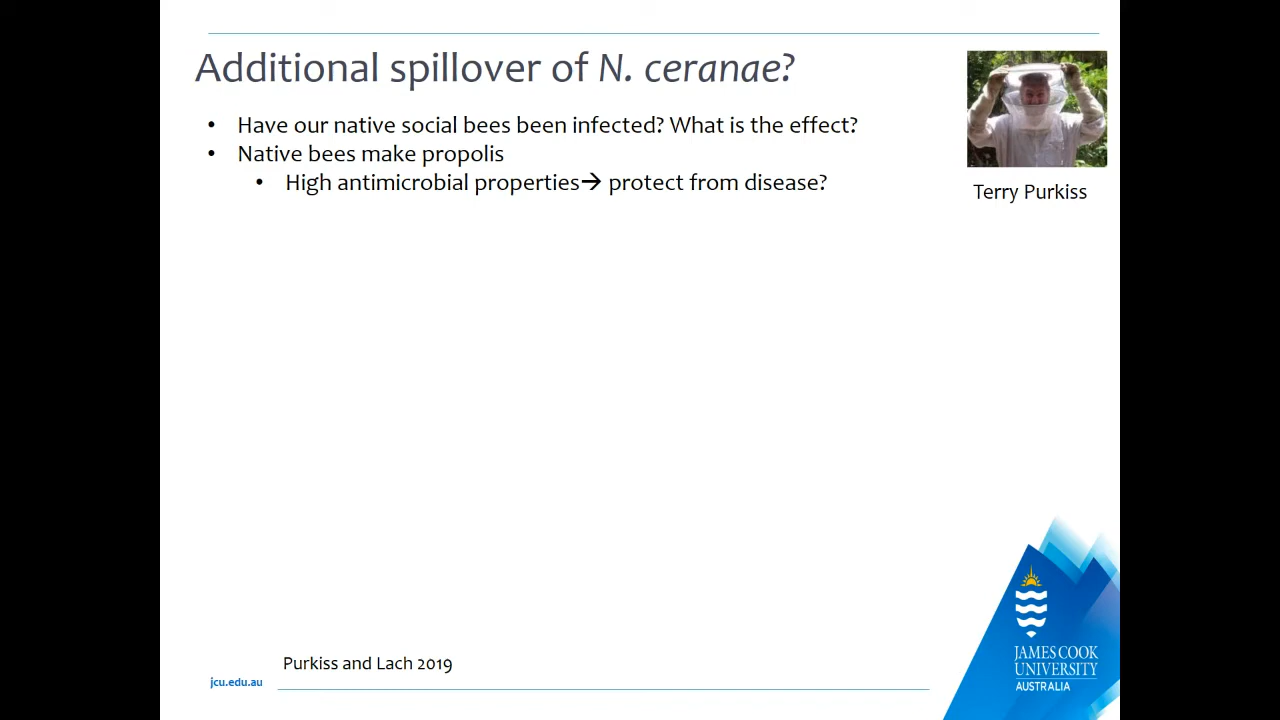 Additional spillover of N. ceranae?
• Have our native social bees been infected? What is the effect?
• Native bees make propolis
• High antimicrobial properties→ protect from disease?
Terry Purkiss
Purkiss and Lach 2019
jcu.edu.au
JAMES COOK
UNIVERSITY
AUSTRALIA